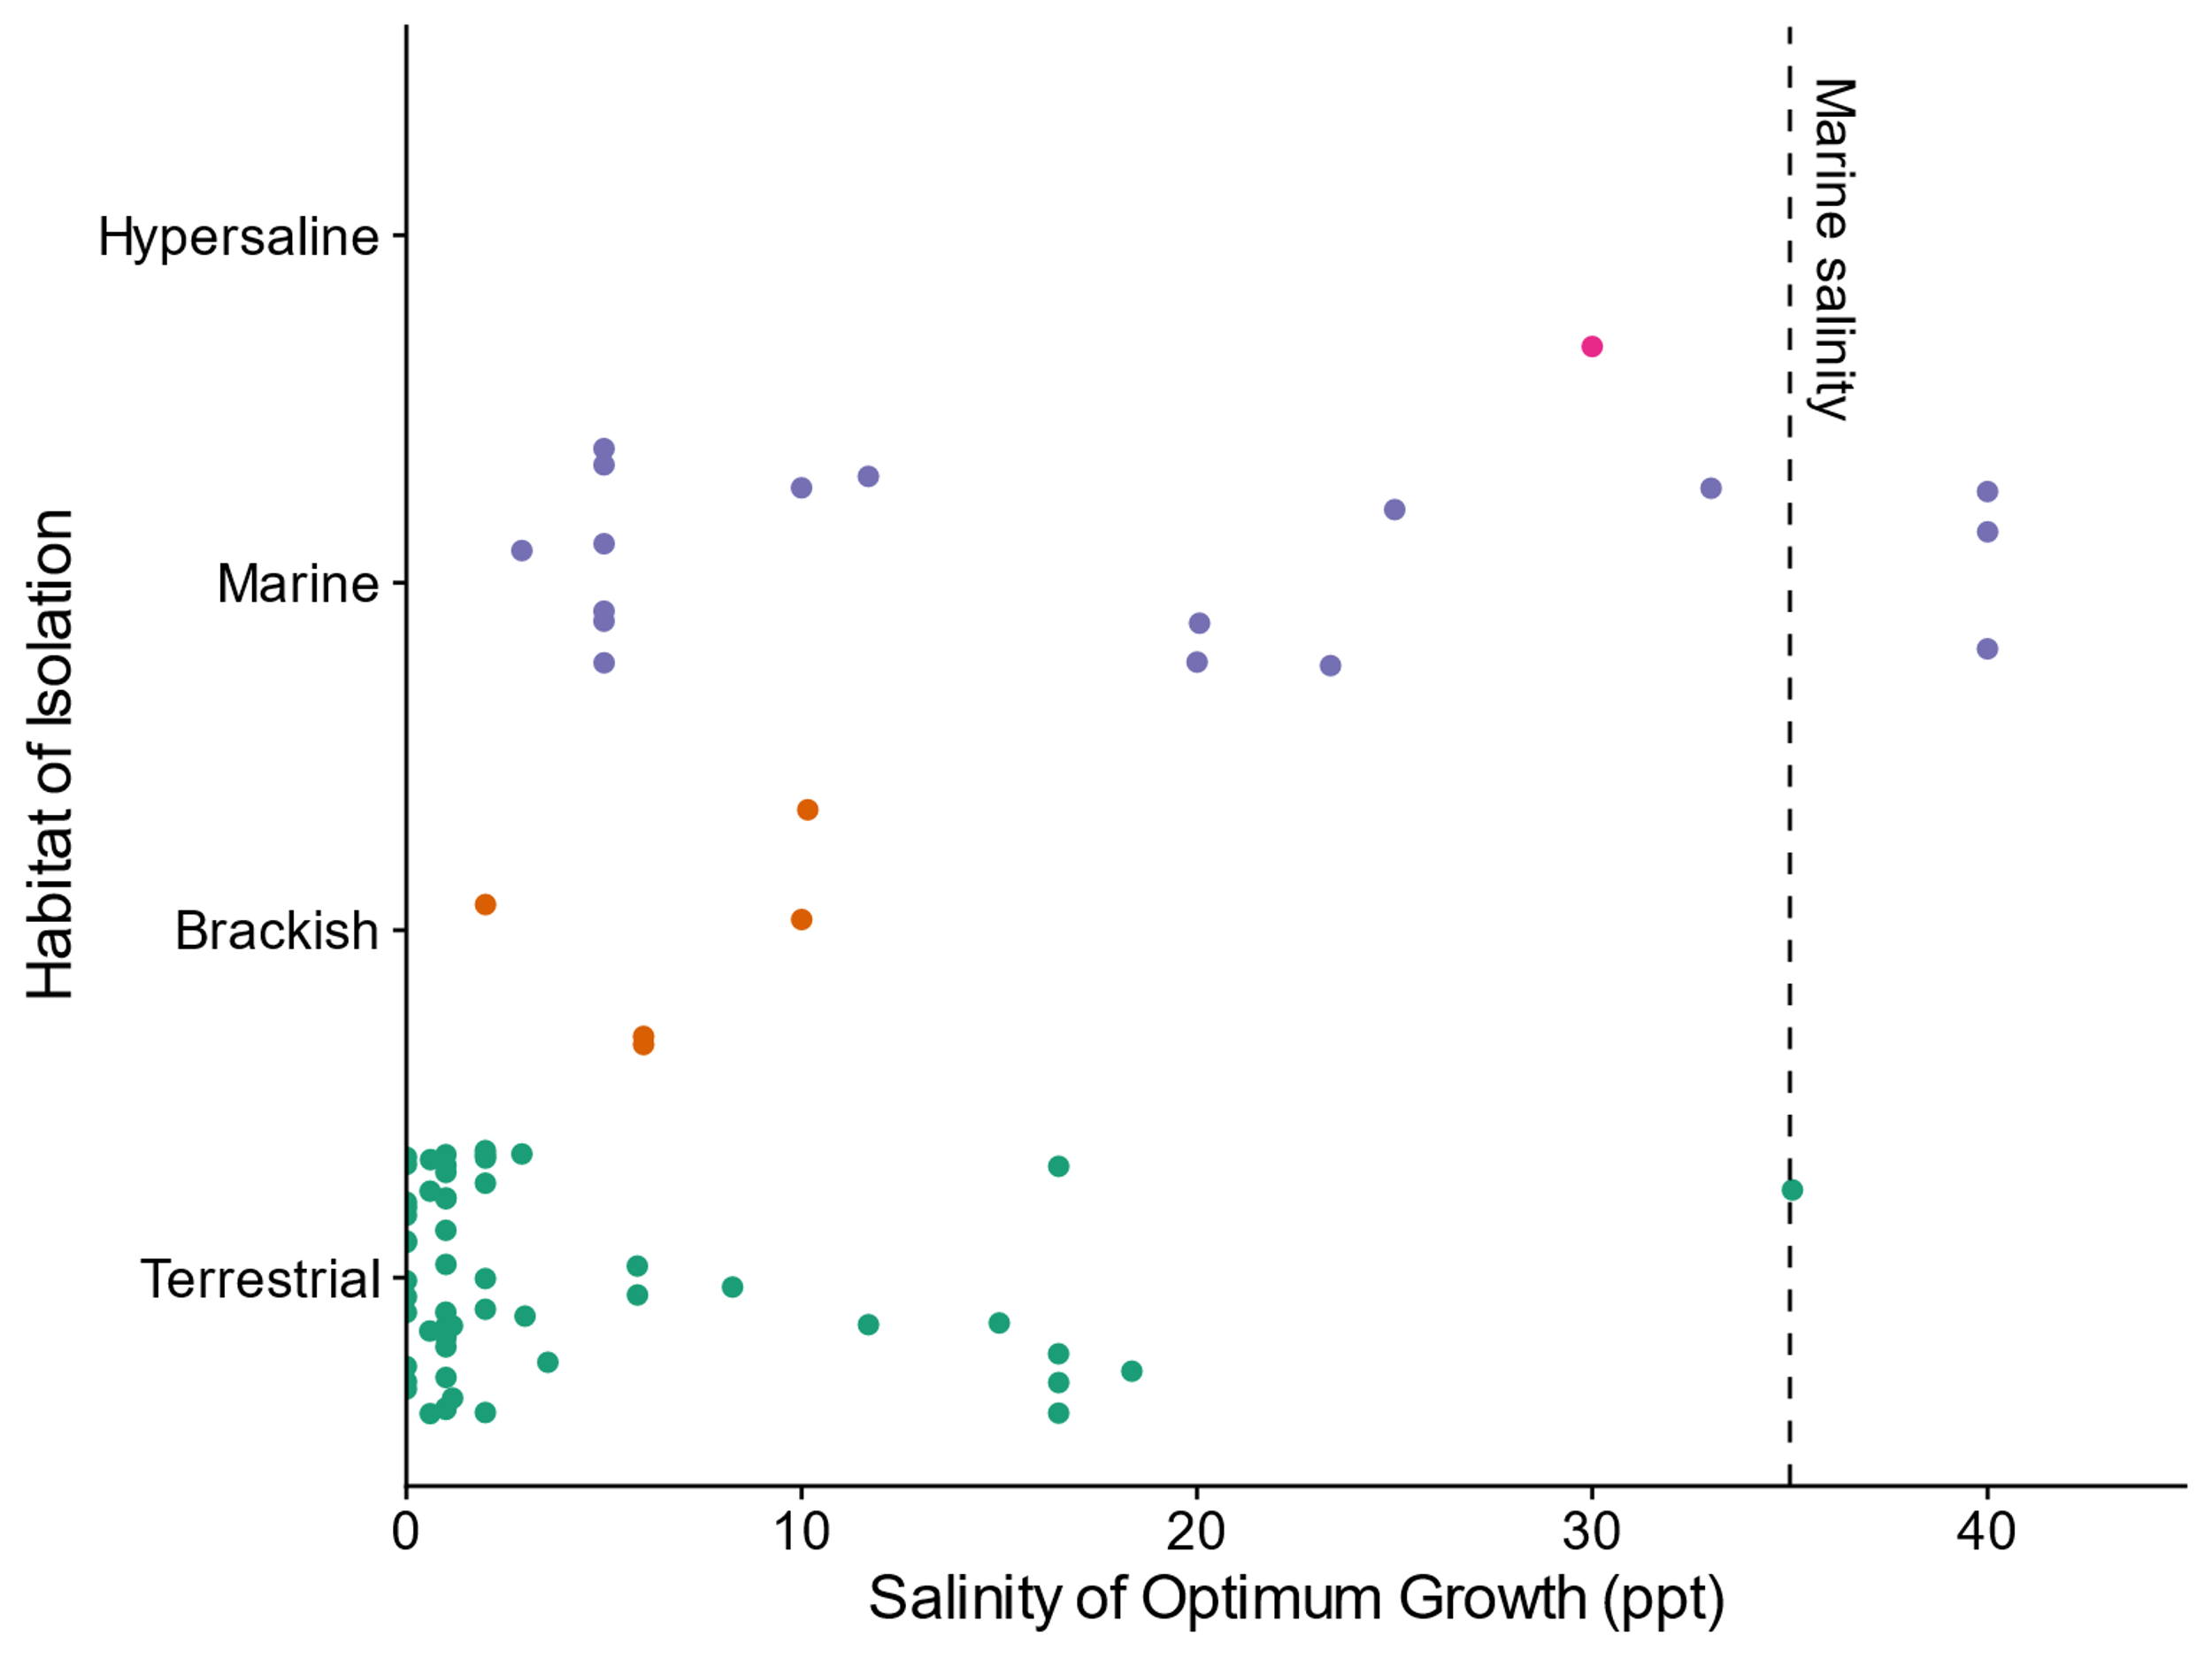 Marine salinity
Hypersaline
Marine
Brackish
Terrestrial
Habitat of Isolation
0 10 20 30 40
Salinity of Optimum Growth (ppt)